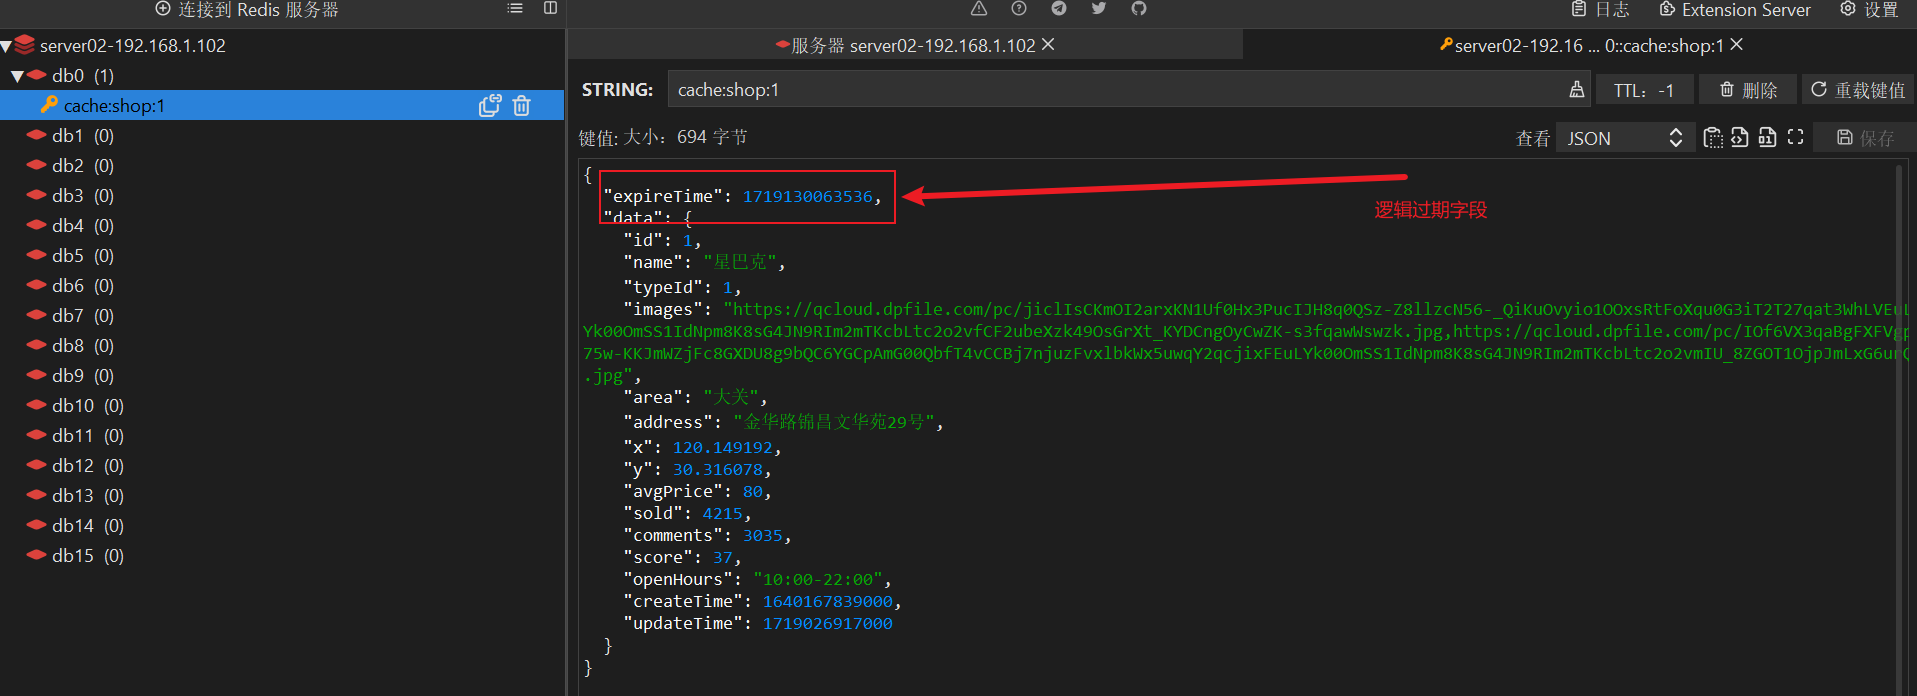 连接到 Redis 服务器
日志
Extension Server
设置
server02-192.168.1.102
db0 (1)
cache:shop:1
db1 (0)
db2 (0)
db3 (0)
db4 (0)
db5 (0)
db6 (0)
db7 (0)
db8 (0)
db9 (0)
db10 (0)
db11 (0)
db12 (0)
db13 (0)
db14 (0)
db15 (0)
服务器 server02-192.168.1.102
server02-192.16 ... 0::cache:shop:1
STRING:
cache:shop:1
TTL: -1
删除
重载键值
键值: 大小: 694 字节
查看
JSON
保存
{
"expireTime": 1719130063536,
逻辑过期字段
"data": {
"id": 1,
"name": "星巴克",
"typeId": 1,
"images": "https://qcloud.dpfile.com/pc/jiclIsCKmOI2arxKN1Uf0Hx3PucIJH8q0QSz-Z8llzcN56-_QiKuOvyio1OOxsRtFoXqu0G3iT2T27qat3WhLVEuL
Yk00OmSS1IdNpm8K8sG4JN9RIm2mTKcbLtc2o2vfCF2ubeXzk49OsGrXt_KYDCngOyCwZK-s3fqawWswzk.jpg,https://qcloud.dpfile.com/pc/IOf6VX3qaBgFXFVgp
75w-KKJmWZjFc8GXDU8g9bQC6YGCpAmG00QbfT4vCCBj7njuzFvxlbkWx5uwqY2qcjixFEuLYk00OmSS1IdNpm8K8sG4JN9RIm2mTKcbLtc2o2vmIU_8ZGOT1OjpJmLxG6urQ
.jpg",
"area": "大关",
"address": "金华路锦昌文华苑29号",
"x": 120.149192,
"y": 30.316078,
"avgPrice": 80,
"sold": 4215,
"comments": 3035,
"score": 37,
"openHours": "10:00-22:00",
"createTime": 1640167839000,
"updateTime": 1719026917000
}
}